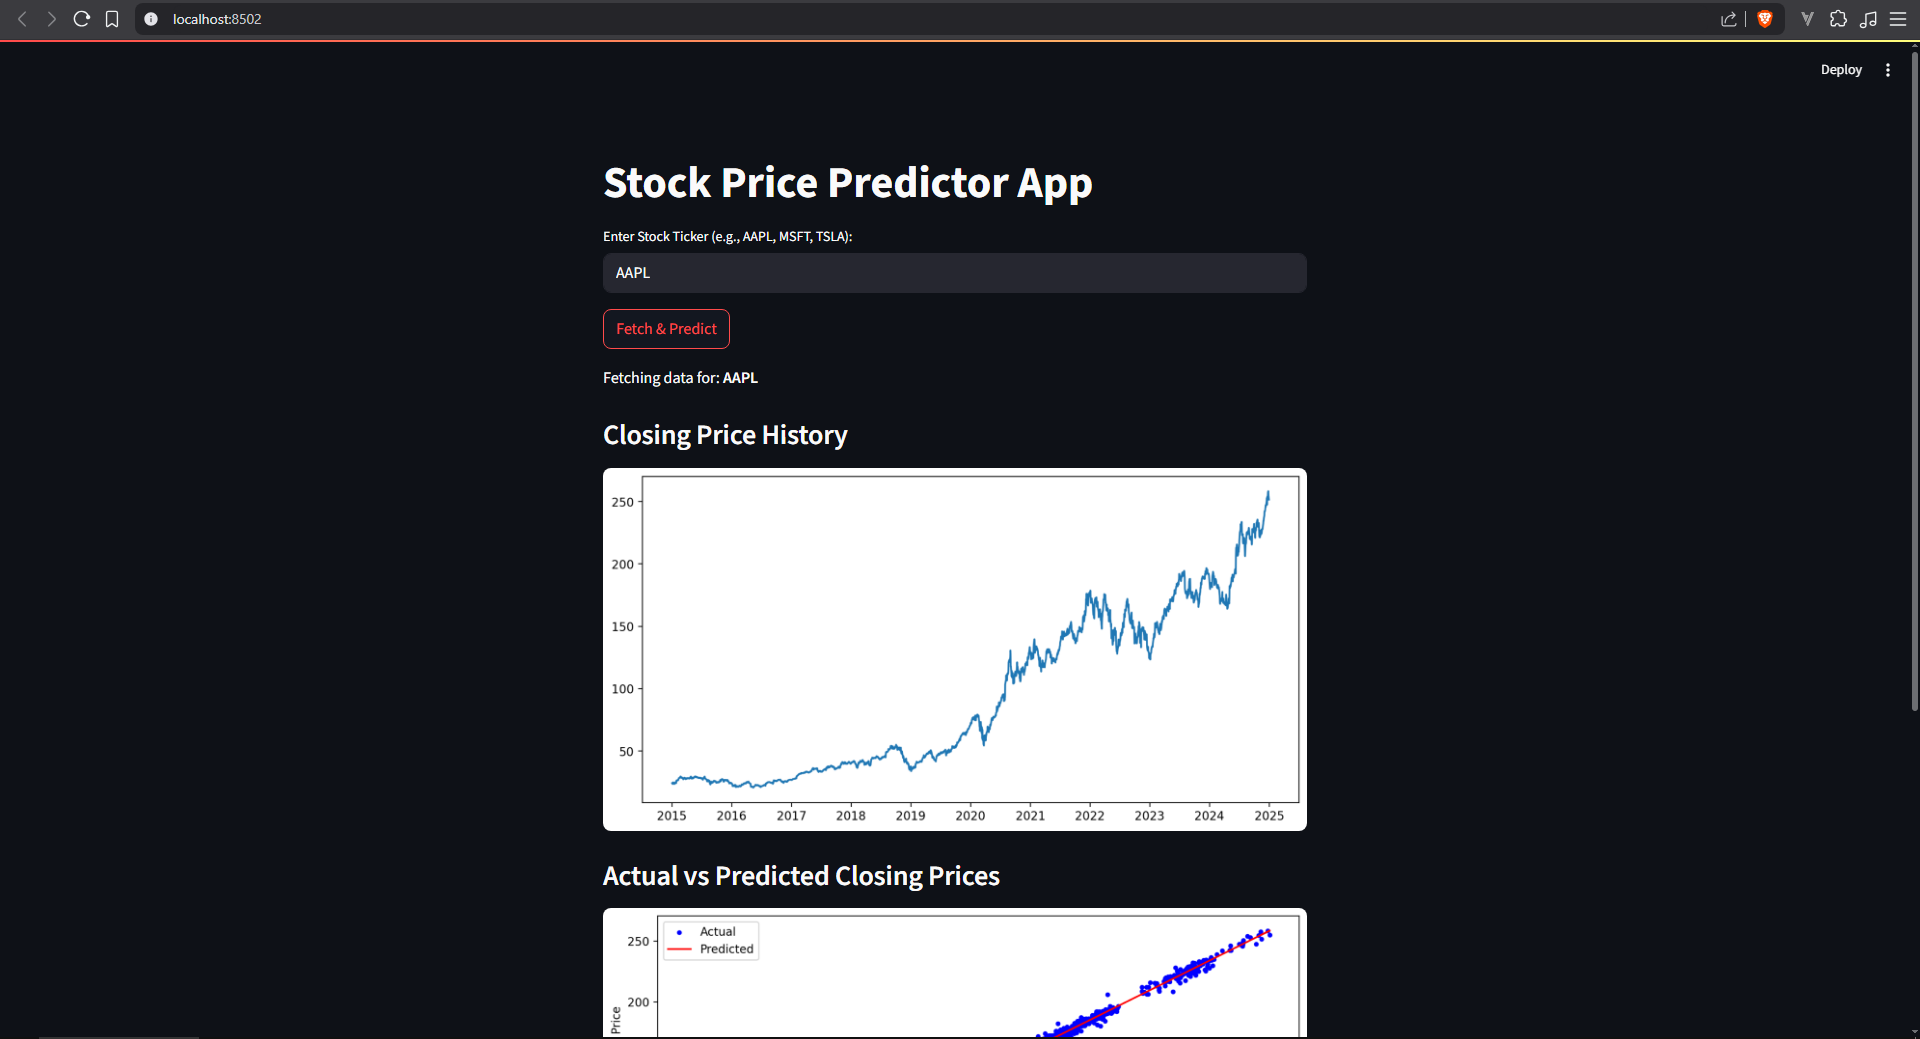 localhost:8502
Deploy
Stock Price Predictor App
Enter Stock Ticker (e.g., AAPL, MSFT, TSLA):
AAPL
Fetch & Predict
Fetching data for: AAPL
Closing Price History
250
200
150
100
50
2015 2016 2017 2018 2019 2020 2021 2022 2023 2024 2025
Actual vs Predicted Closing Prices
Actual
Predicted
250
200
Price